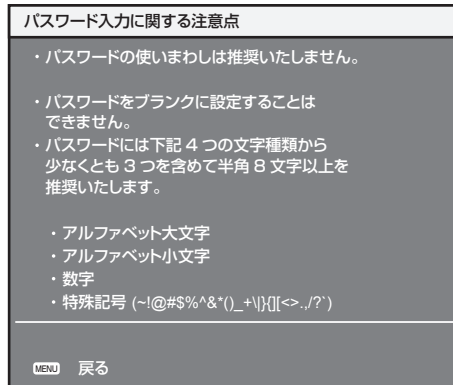 パスワード入力に関する注意点
・パスワードの使いまわしは推奨いたしません。
・パスワードをブランクに設定することは
できません。
・パスワードには下記 4 つの文字種類から
少なくとも 3 つを含めて半角 8 文字以上を
推奨いたします。
・アルファベット大文字
・アルファベット小文字
・数字
・特殊記号 (~!@#$%^&*()_+\|}{][<>.,/?`)
MENU 戻る